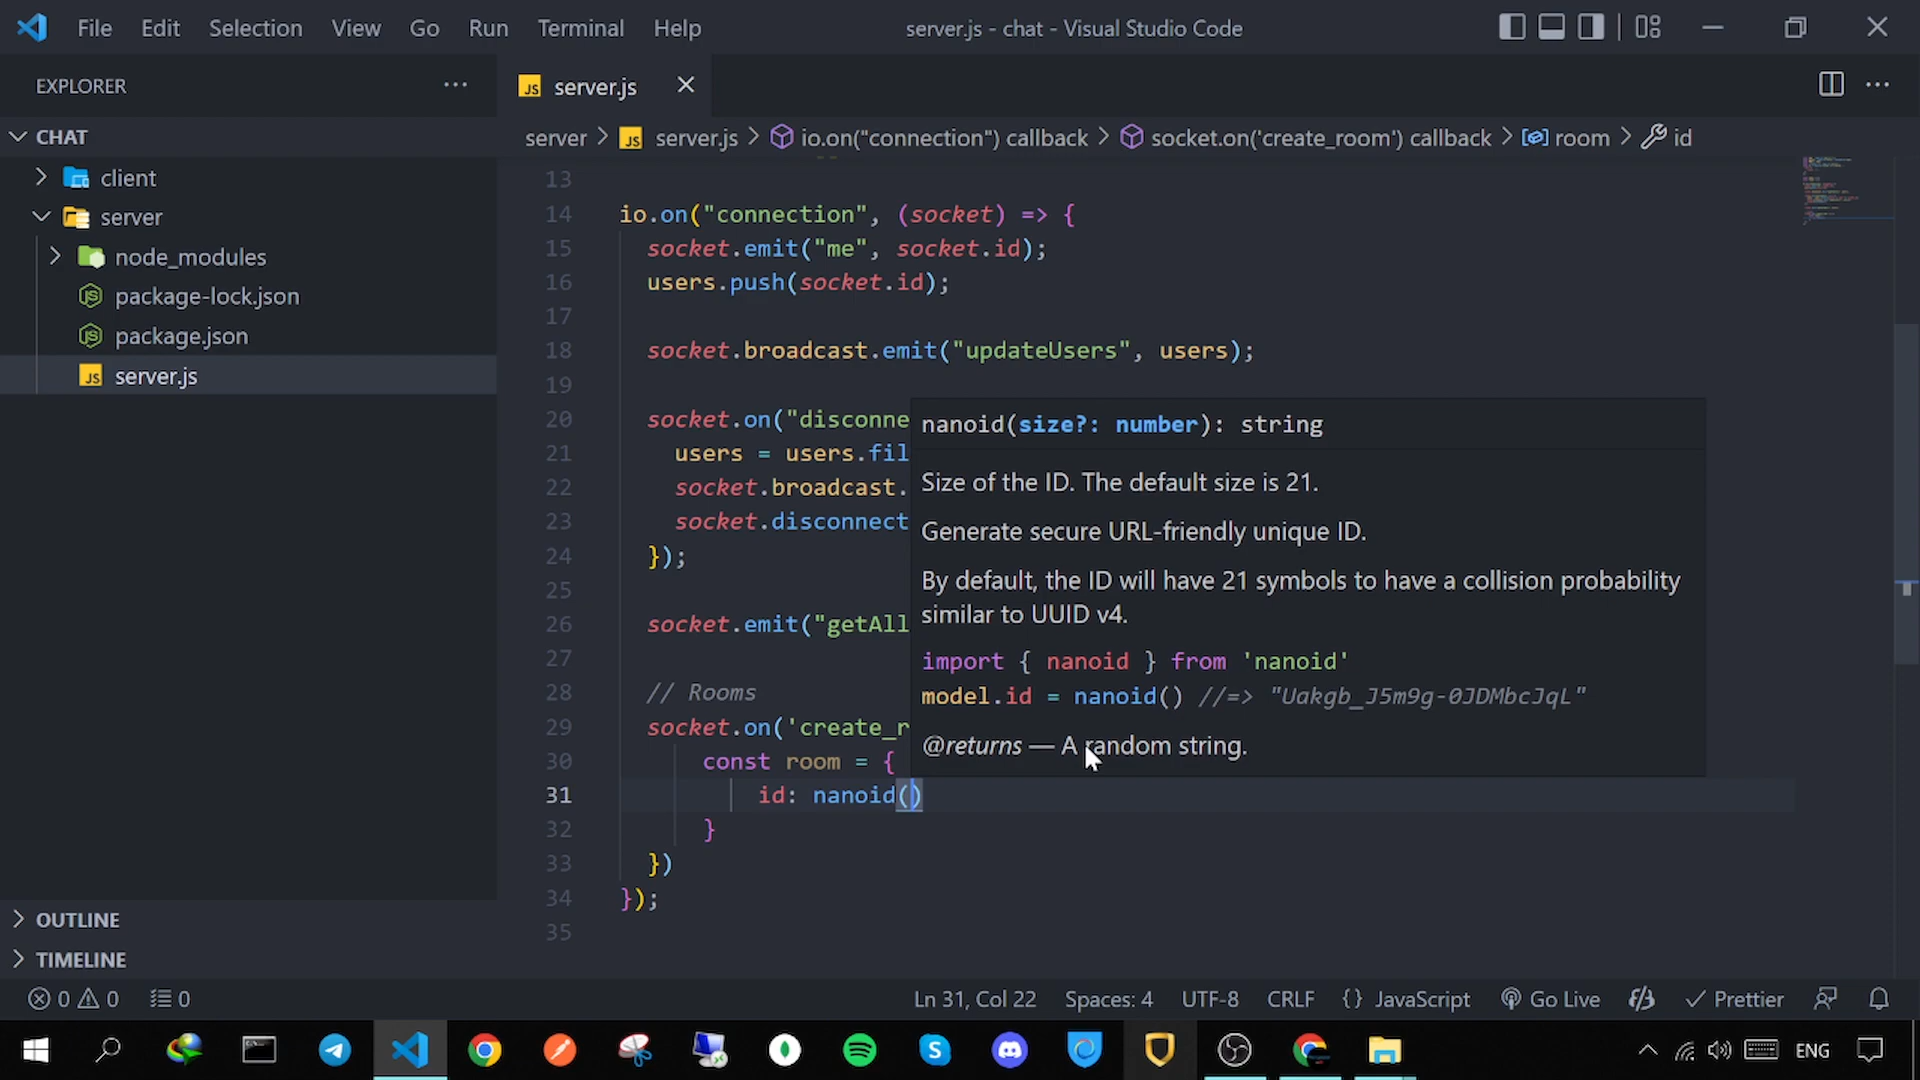 File Edit Selection View Go Run Terminal Help
server.js - chat - Visual Studio Code
EXPLORER
JS server.js
CHAT
server > JS server.js > io.on("connection") callback > socket.on('create_room') callback > room > id
client
server
node_modules
package-lock.json
package.json
JS server.js
13
14 io.on("connection", (socket) => {
15 socket.emit("me", socket.id);
16 users.push(socket.id);
17
18 socket.broadcast.emit("updateUsers", users);
19
20 socket.on("disconne
21 users = users.fil
22 socket.broadcast.
23 socket.disconnect
24 });
25
26 socket.emit("getAll
27
28 // Rooms
29 socket.on('create_r
30 const room = {
31 id: nanoid()
32 }
33 })
34 });
35
nanoid(size?: number): string
Size of the ID. The default size is 21.
Generate secure URL-friendly unique ID.
By default, the ID will have 21 symbols to have a collision probability
similar to UUID v4.
import { nanoid } from 'nanoid'
model.id = nanoid() //=> "Uakgb_J5m9g-0JDMbcJqL"
@returns — A random string.
OUTLINE
TIMELINE
0 0 0
Ln 31, Col 22 Spaces: 4 UTF-8 CRLF {} JavaScript Go Live Prettier
ENG